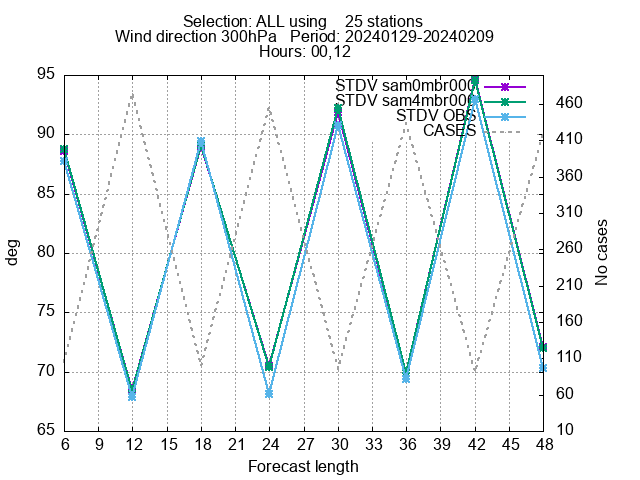 Selection: ALL using    25 stations
Wind direction 300hPa   Period: 20240129-20240209
Hours: 00,12
STDV sam0mbr000
STDV sam4mbr000
STDV OBS
CASES
95
90
85
80
75
70
65
460
410
360
310
260
210
160
110
60
10
deg
No cases
6 9 12 15 18 21 24 27 30 33 36 39 42 45 48
Forecast length